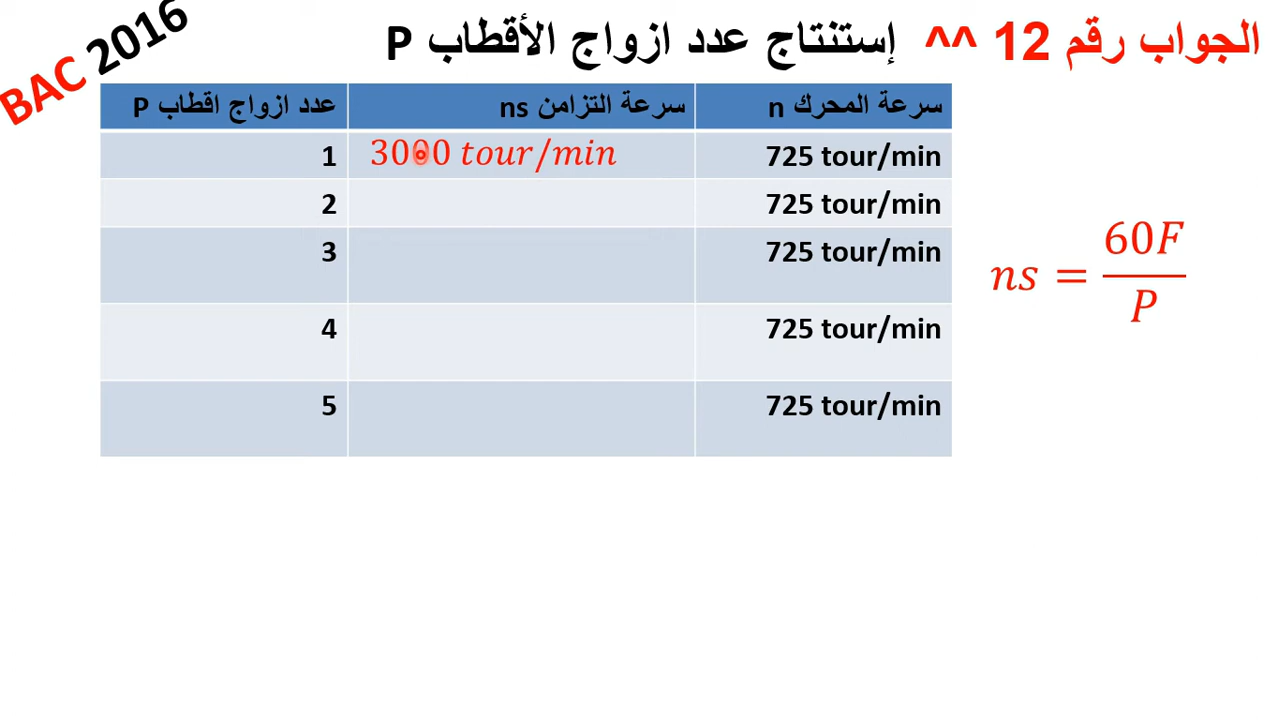 BAC 2016
الجواب رقم 12 ^^ إستنتاج عدد ازواج الأقطاب P
سرعة المحرك n سرعة التزامن ns عدد ازواج اقطاب P
725 tour/min 3000 tour/min 1
725 tour/min 2
725 tour/min 3
725 tour/min 4
725 tour/min 5
ns = 60F / P